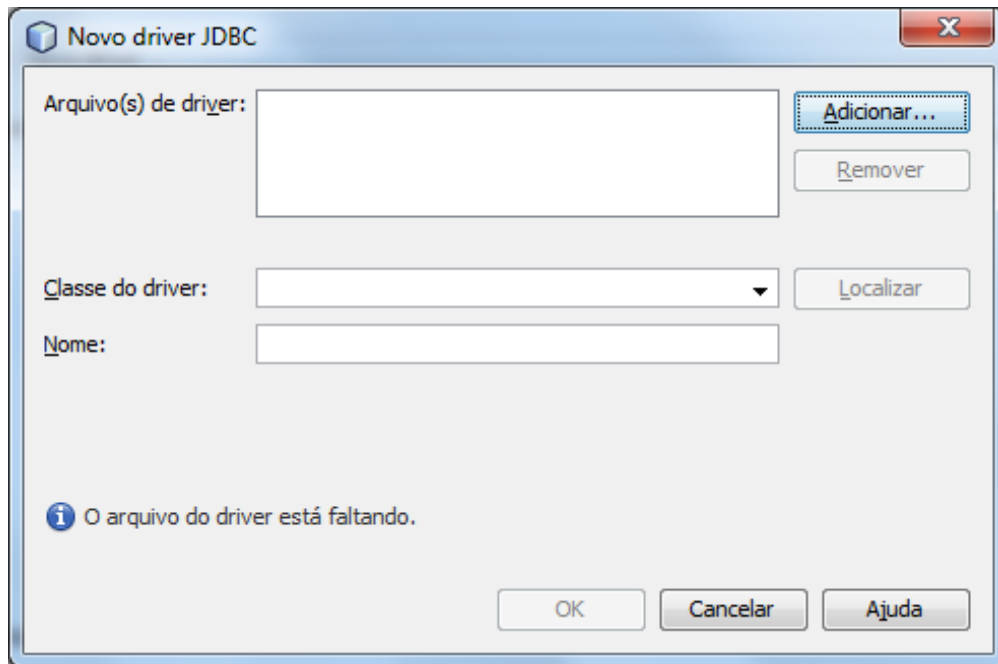 Novo driver JDBC
Arquivo(s) de driver:
Adicionar...
Remover
Classe do driver:
Localizar
Nome:
O arquivo do driver está faltando.
OK
Cancelar
Ajuda